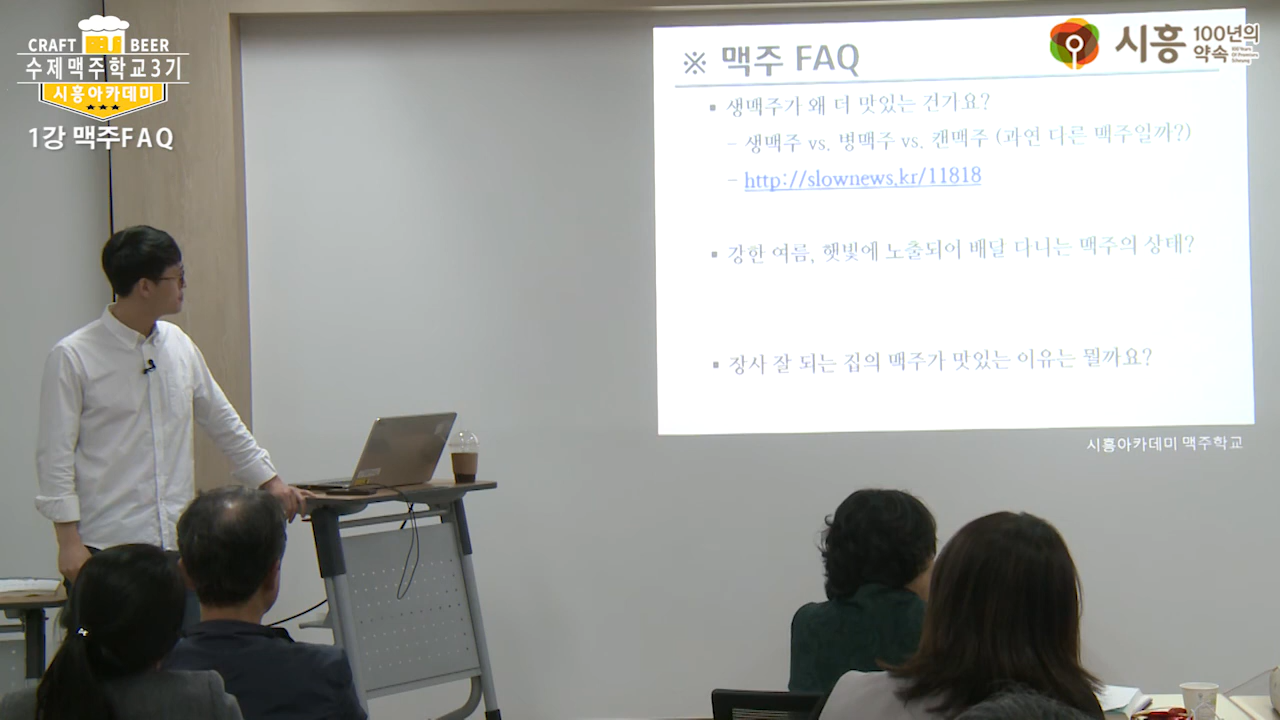 CRAFT BEER
수제맥주학교3기
시흥아카데미
1강 맥주FAQ
시흥 100년의 약속
※ 맥주 FAQ
▪ 생맥주가 왜 더 맛있는 건가요?
- 생맥주 vs. 병맥주 vs. 캔맥주 (과연 다른 맥주일까?)
- http://slownews.kr/11818
▪ 강한 여름, 햇빛에 노출되어 배달 다니는 맥주의 상태?
▪ 장사 잘 되는 집의 맥주가 맛있는 이유는 뭘까요?
시흥아카데미 맥주학교